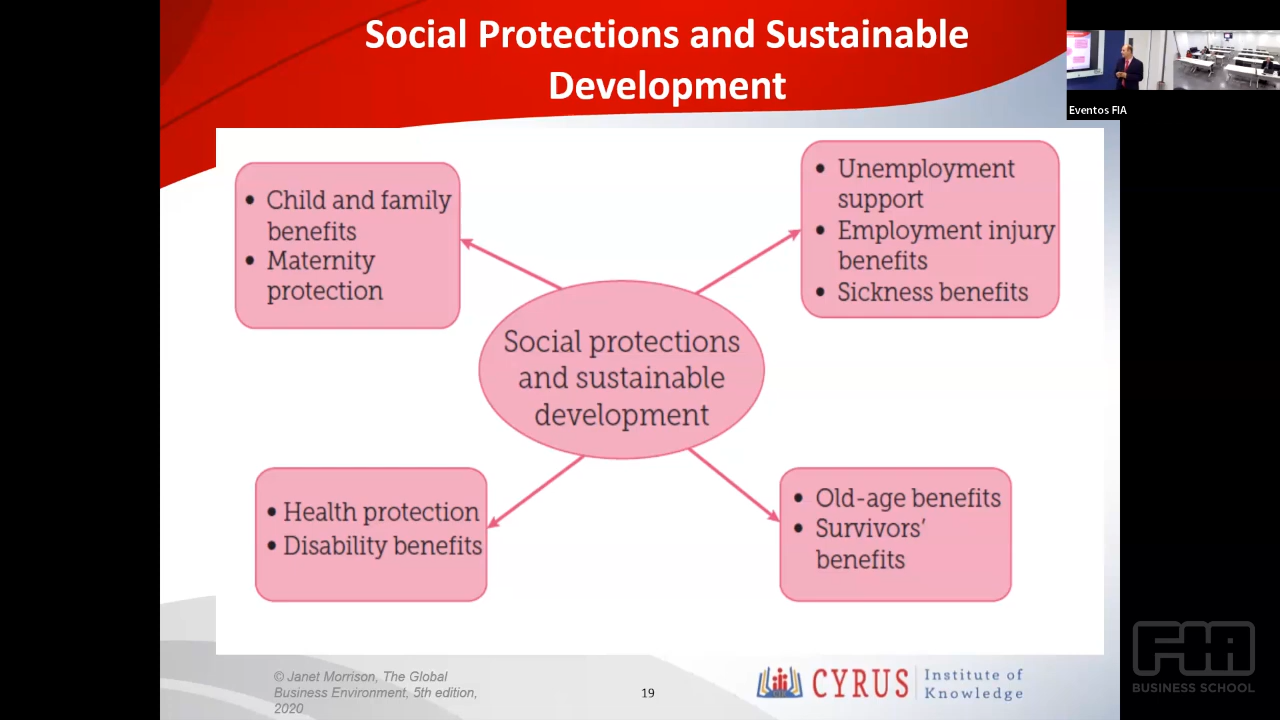 Social Protections and Sustainable
Development
Eventos FIA
• Child and family
benefits
• Maternity
protection
• Unemployment
support
• Employment injury
benefits
• Sickness benefits
Social protections
and sustainable
development
• Health protection
• Disability benefits
• Old-age benefits
• Survivors’
benefits
© Janet Morrison, The Global
Business Environment, 5th edition,
2020
19
CYRUS
Institute of
Knowledge
FIA
BUSINESS SCHOOL